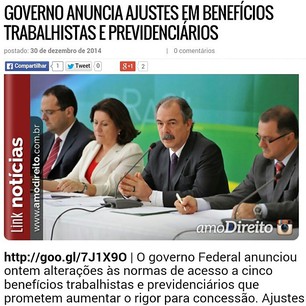 GOVERNO ANUNCIA AJUSTES EM BENEFÍCIOS
TRABALHISTAS E PREVIDENCIÁRIOS
postado: 30 de dezembro de 2014 | 0 comentários
Compartilhar 1 Tweet 0 g+1 2
Link notícias
www.amodireito.com.br
amoDireito
http://goo.gl/7J1X9O | O governo Federal anunciou
ontem alterações às normas de acesso a cinco
benefícios trabalhistas e previdenciários que
prometem aumentar o rigor para concessão. Ajustes